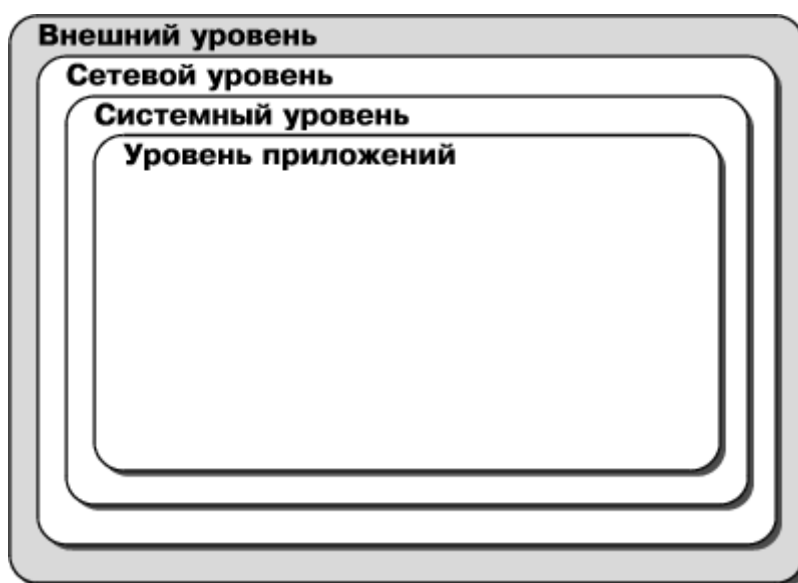 Внешний уровень
Сетевой уровень
Системный уровень
Уровень приложений